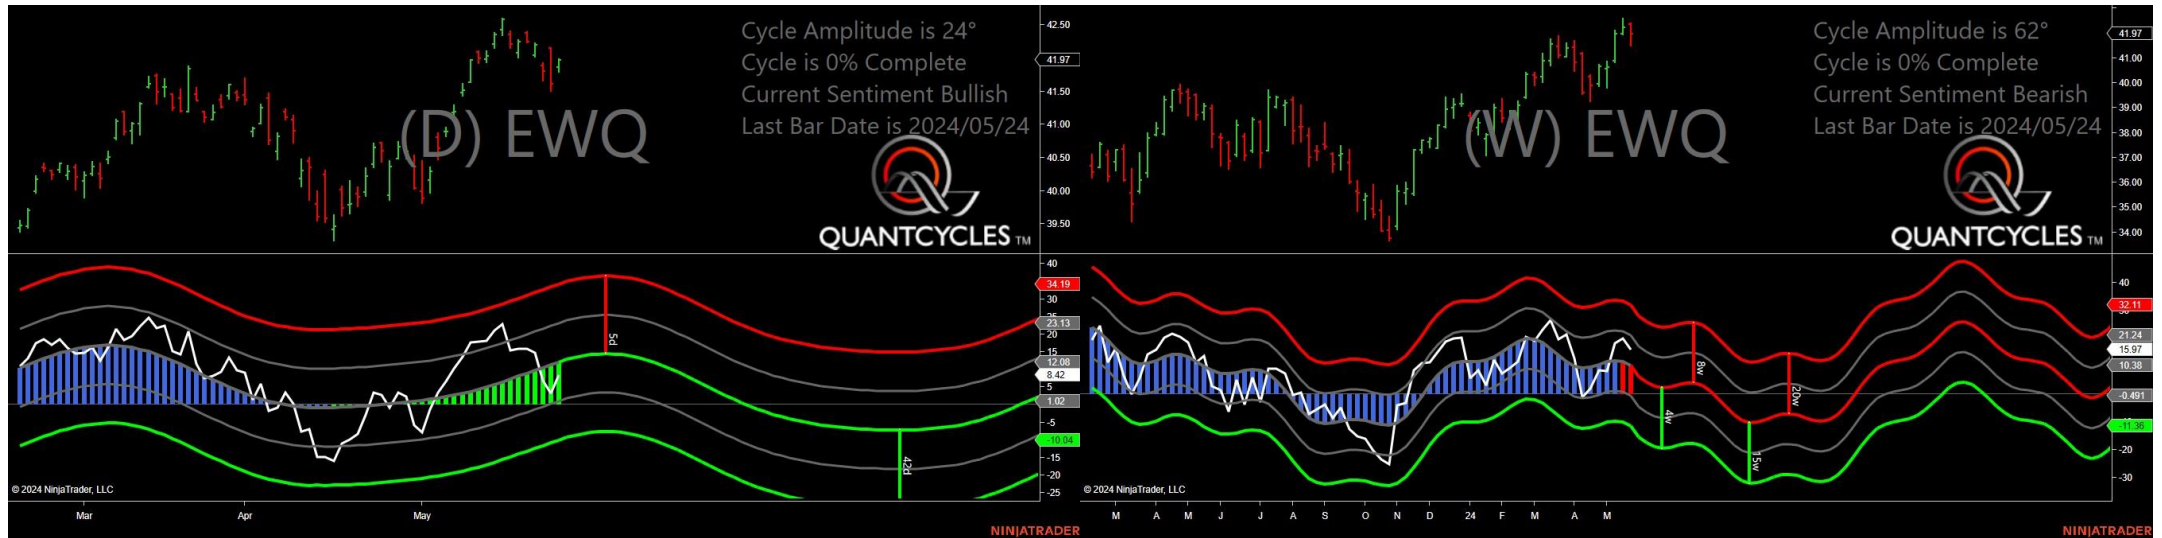 Cycle Amplitude is 24°
Cycle is 0% Complete
Current Sentiment Bullish
Last Bar Date is 2024/05/24
(D) EWQ
QUANTCYCLES TM
42.50
41.97
41.50
41.00
40.50
40.00
39.50
40
34.19
30
23.13
20
15
12.08
8.42
5
1.02
-5
-10.04
-15
-20
-25
5d
42d
© 2024 NinjaTrader, LLC
Mar Apr May
NINJATRADER
Cycle Amplitude is 62°
Cycle is 0% Complete
Current Sentiment Bearish
Last Bar Date is 2024/05/24
(W) EWQ
QUANTCYCLES TM
41.97
41.00
40.00
39.00
38.00
37.00
36.00
35.00
34.00
40
32.11
21.24
15.97
10.38
-0.491
-11.36
-20
-30
8w
4w
20w
15w
© 2024 NinjaTrader, LLC
M A M J J A S O N D 24 F M A M
NINJATRADER